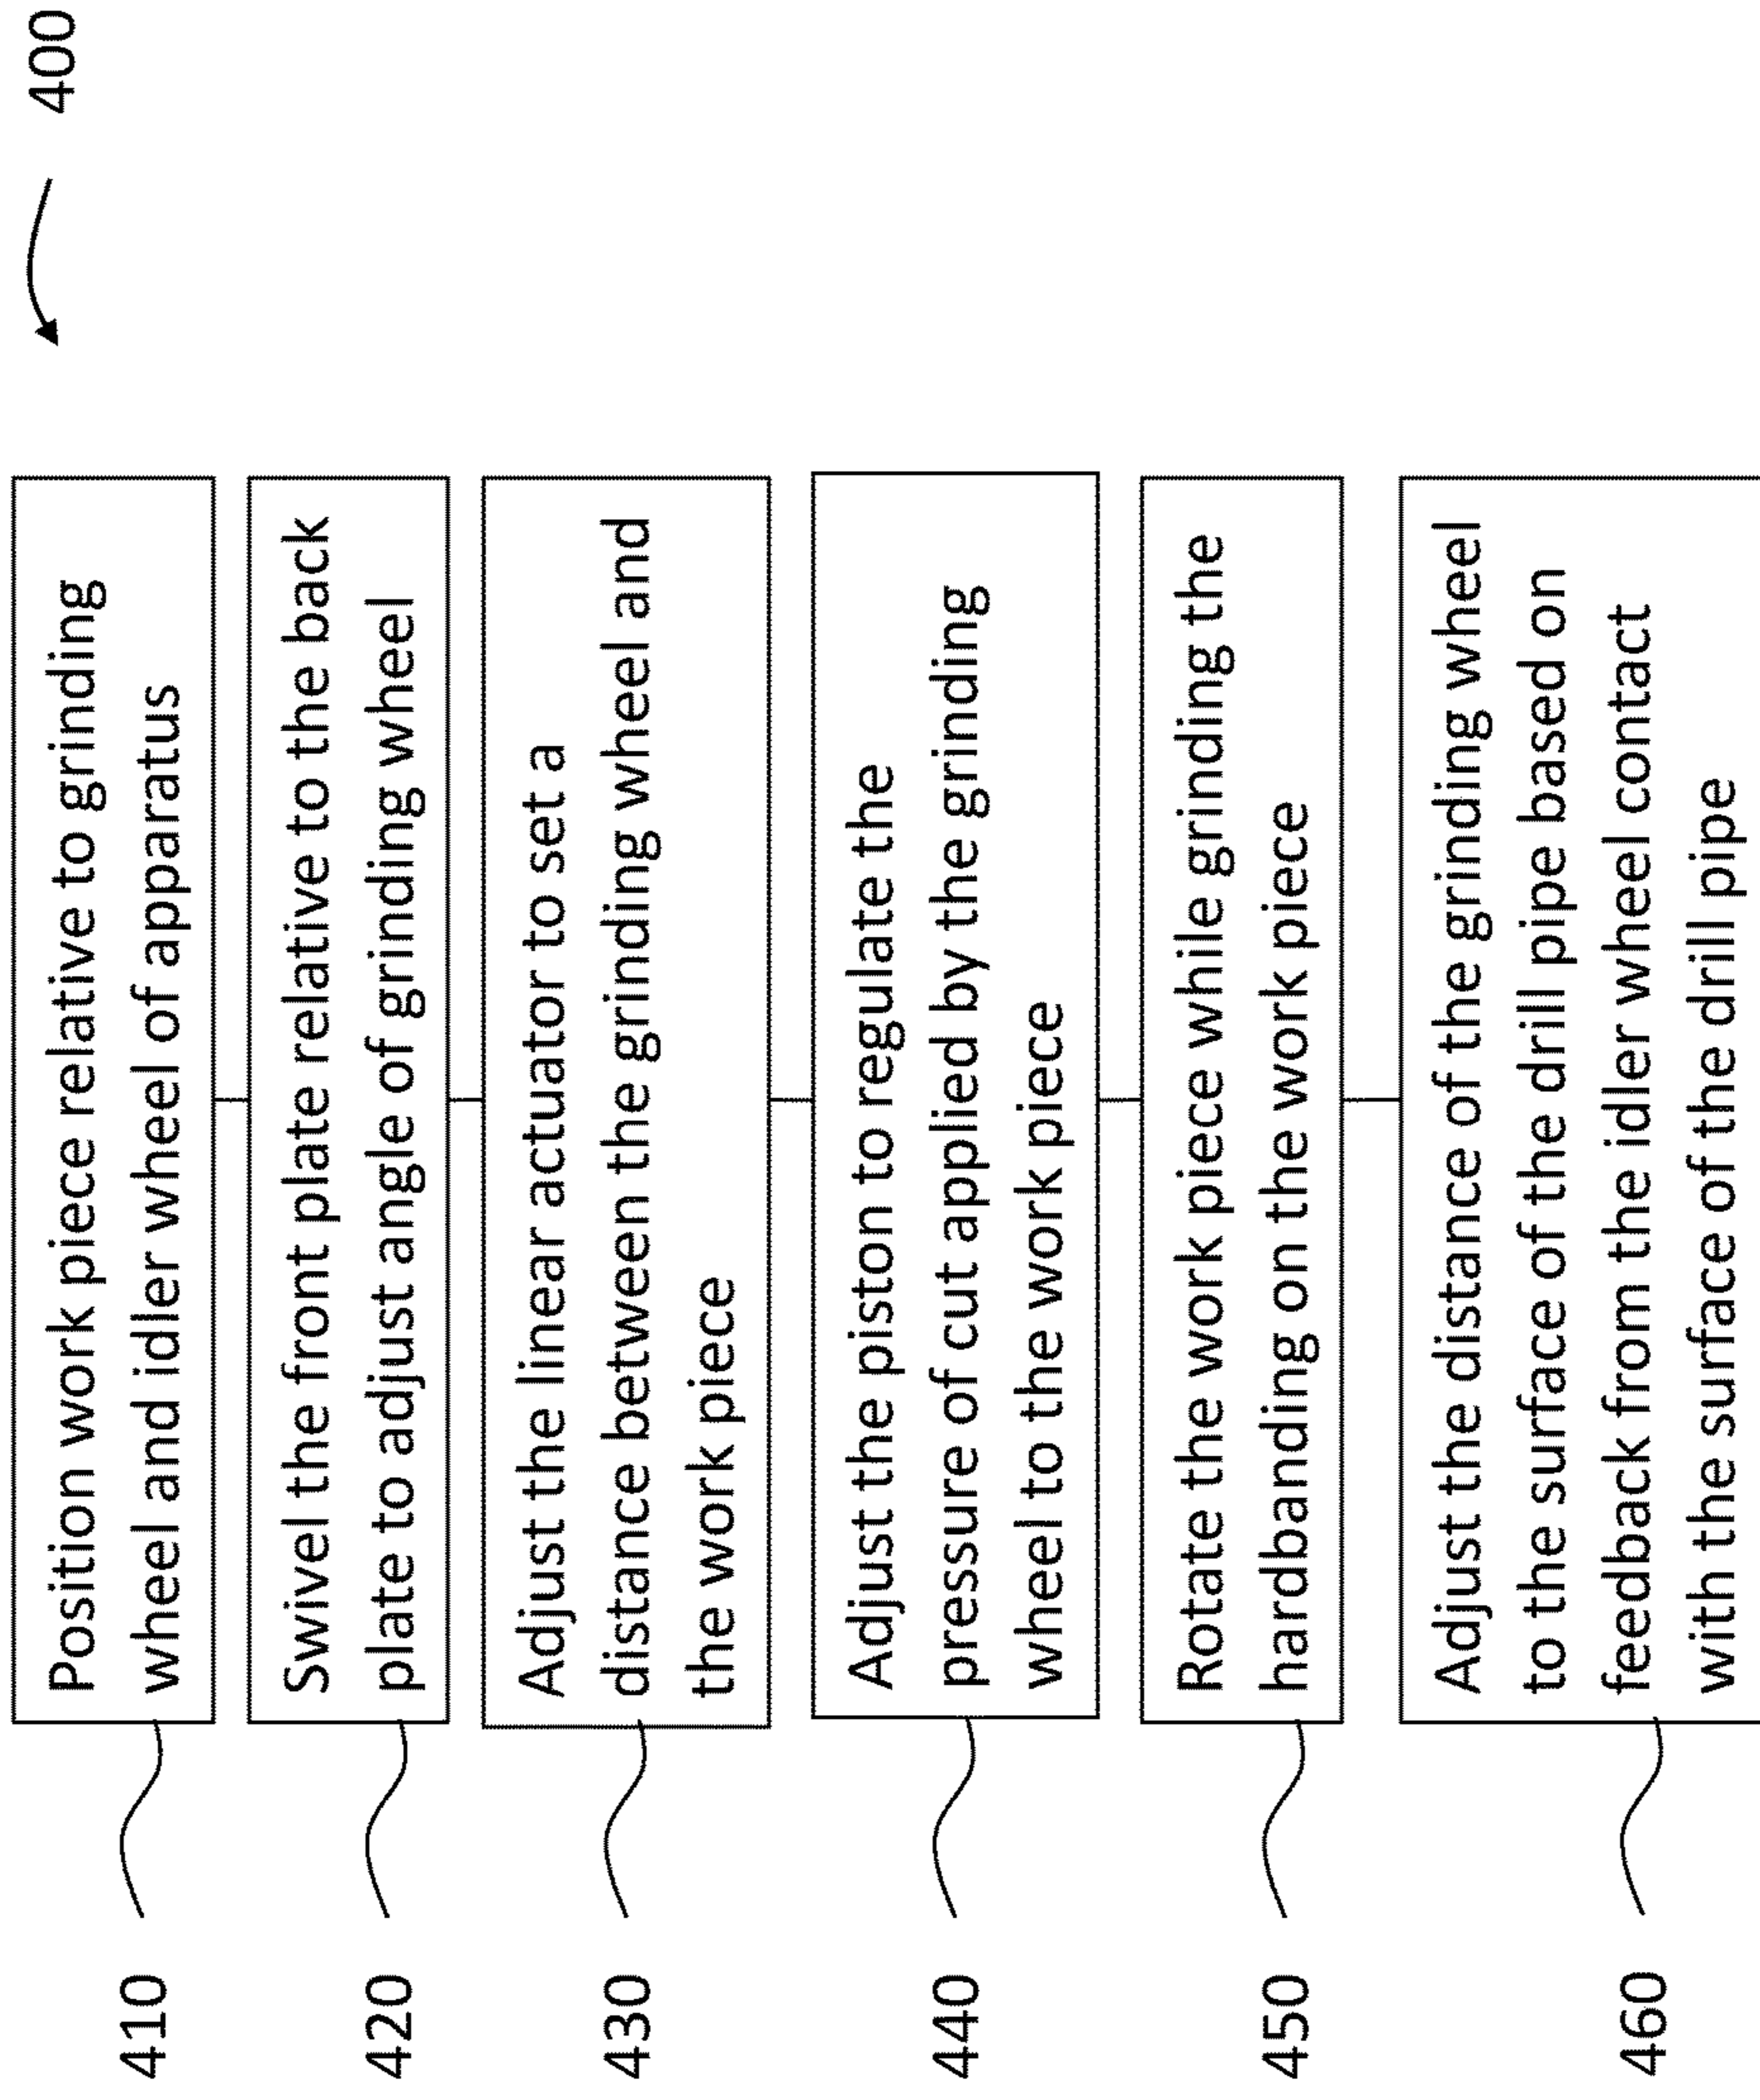 400
410
Position work piece relative to grinding
wheel and idler wheel of apparatus
420
Swivel the front plate relative to the back
plate to adjust angle of grinding wheel
430
Adjust the linear actuator to set a
distance between the grinding wheel and
the work piece
440
Adjust the piston to regulate the
pressure of cut applied by the grinding
wheel to the work piece
450
Rotate the work piece while grinding the
hardbanding on the work piece
460
Adjust the distance of the grinding wheel
to the surface of the drill pipe based on
feedback from the idler wheel contact
with the surface of the drill pipe